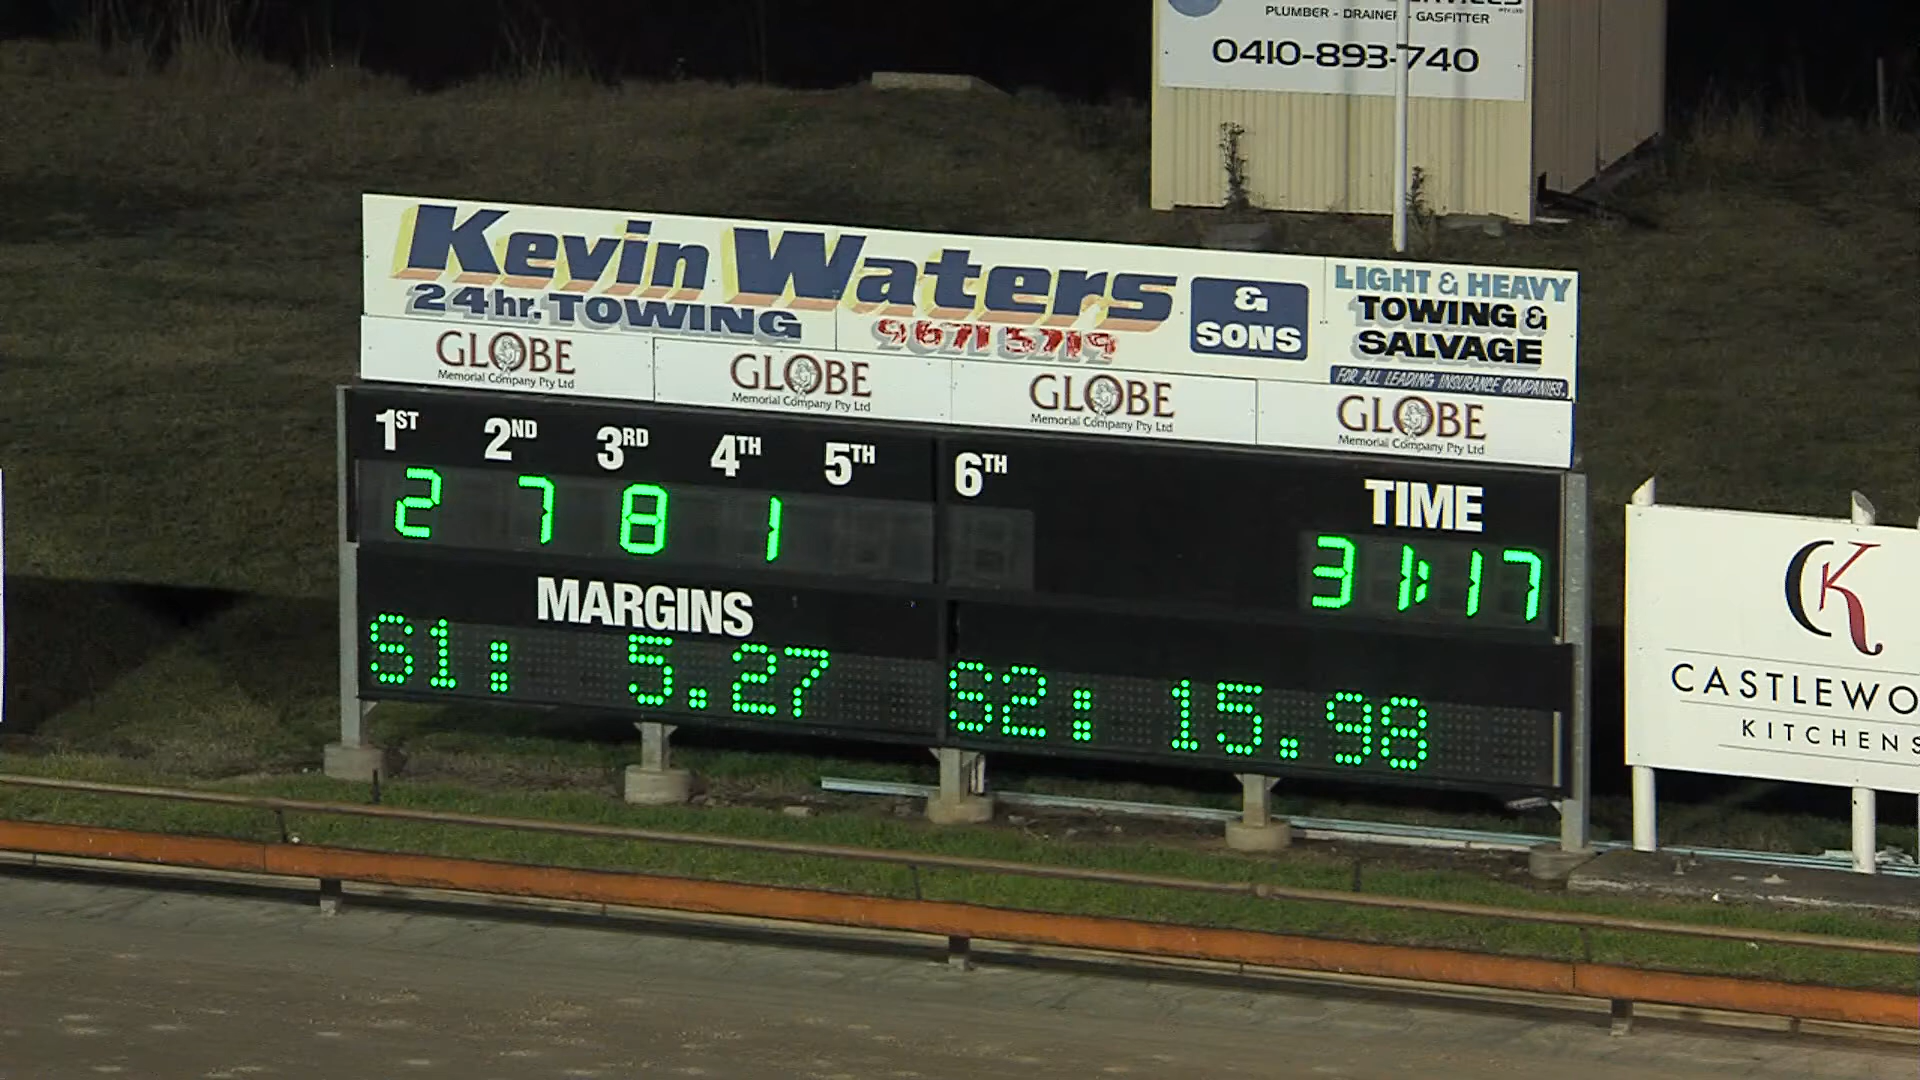 PLUMBER - DRAINER - GASFITTER
0410-893-740
Kevin Waters
& SONS
24hr. TOWING
9671 5719
LIGHT & HEAVY
TOWING &
SALVAGE
FOR ALL LEADING INSURANCE COMPANIES.
GLOBE
Memorial Company Pty Ltd
GLOBE
Memorial Company Pty Ltd
GLOBE
Memorial Company Pty Ltd
GLOBE
Memorial Company Pty Ltd
1ST 2ND 3RD 4TH 5TH 6TH TIME
2 7 8 1 31:17
MARGINS
S1: 5.27 S2: 15.98
CK
CASTLEWO
KITCHENS